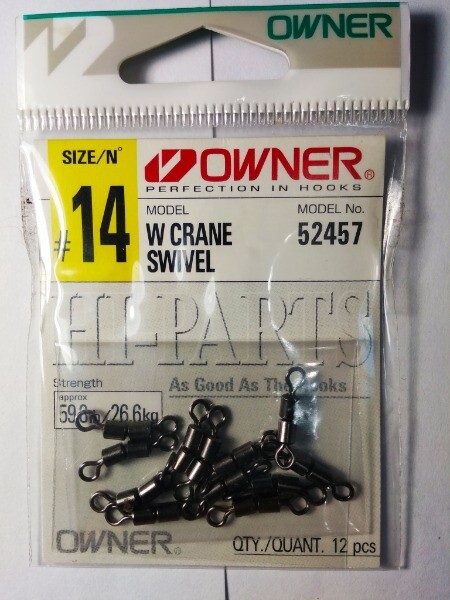 OWNER
SIZE/N°
#14
OWNER®
PERFECTION IN HOOKS
MODEL
W CRANE
SWIVEL
MODEL No.
52457
HI-PARTS
Strength
As Good As The Hooks
approx
/26.6kg
OWNER®
QTY./QUANT. 12 pcs